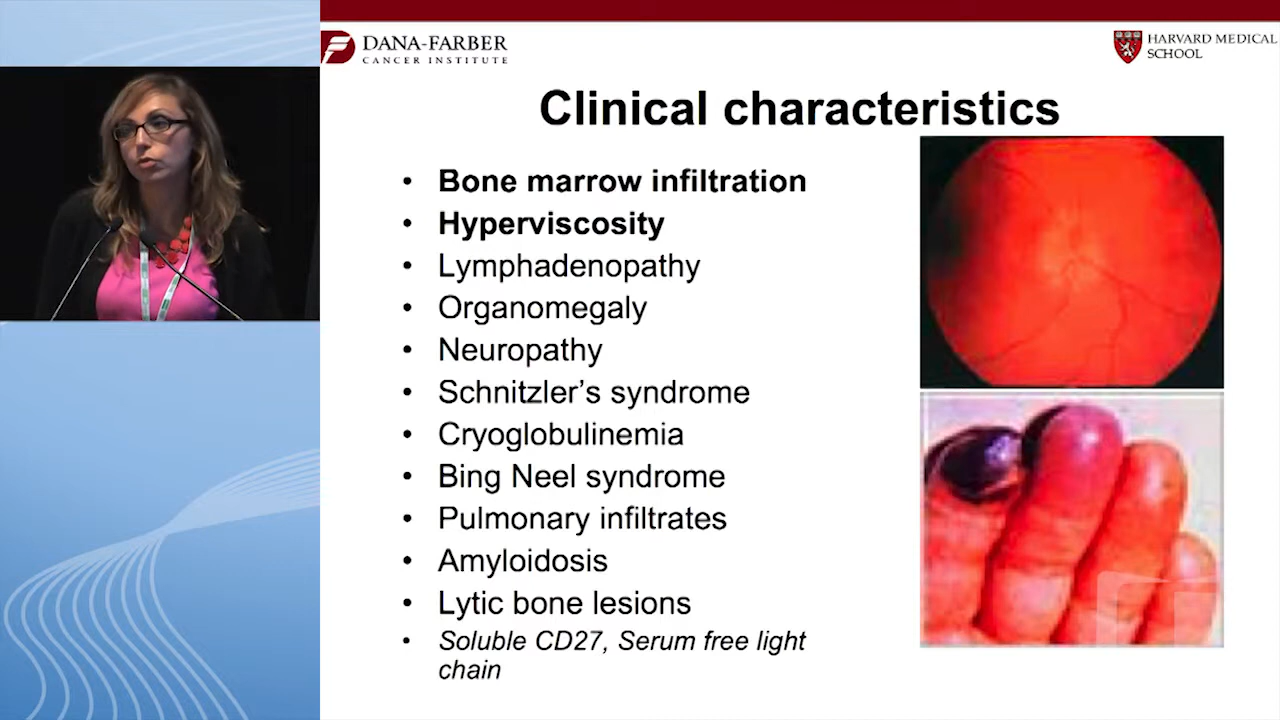 DANA-FARBER
CANCER INSTITUTE
HARVARD MEDICAL
SCHOOL
Clinical characteristics
• Bone marrow infiltration
• Hyperviscosity
• Lymphadenopathy
• Organomegaly
• Neuropathy
• Schnitzler’s syndrome
• Cryoglobulinemia
• Bing Neel syndrome
• Pulmonary infiltrates
• Amyloidosis
• Lytic bone lesions
• Soluble CD27, Serum free light
chain